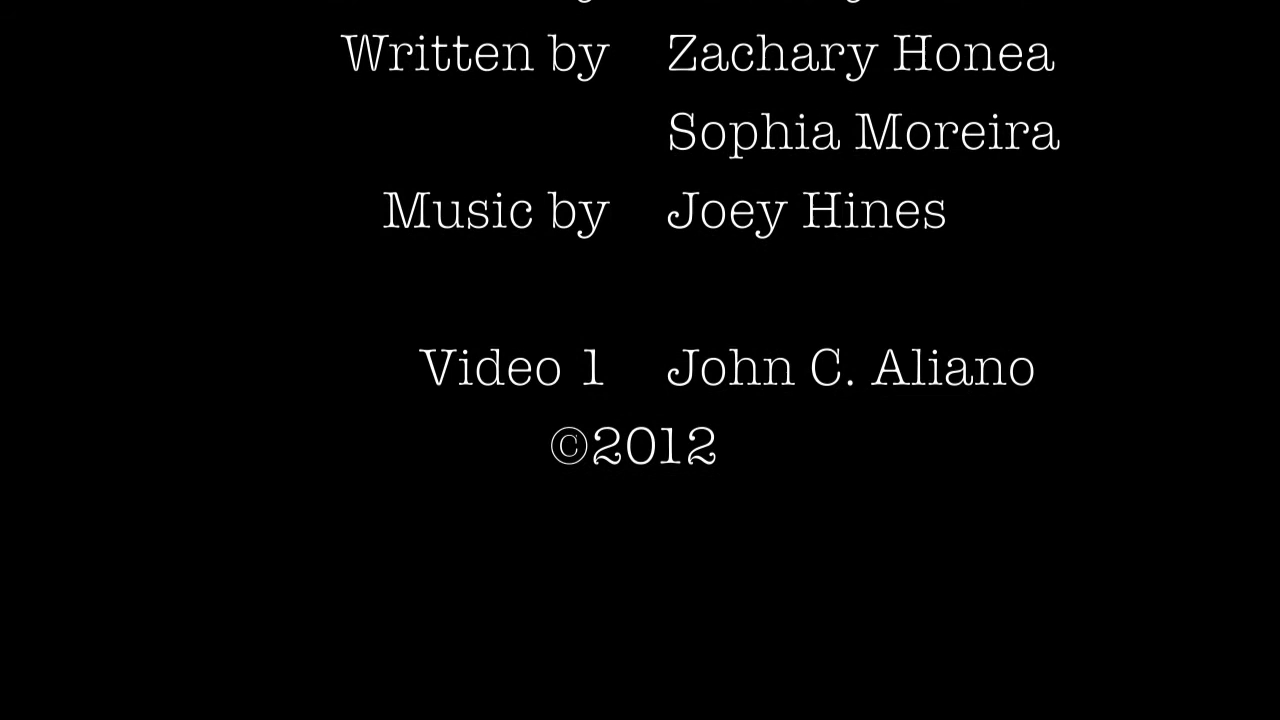 Written by Zachary Honea
Sophia Moreira
Music by Joey Hines
Video 1 John C. Aliano
©2012